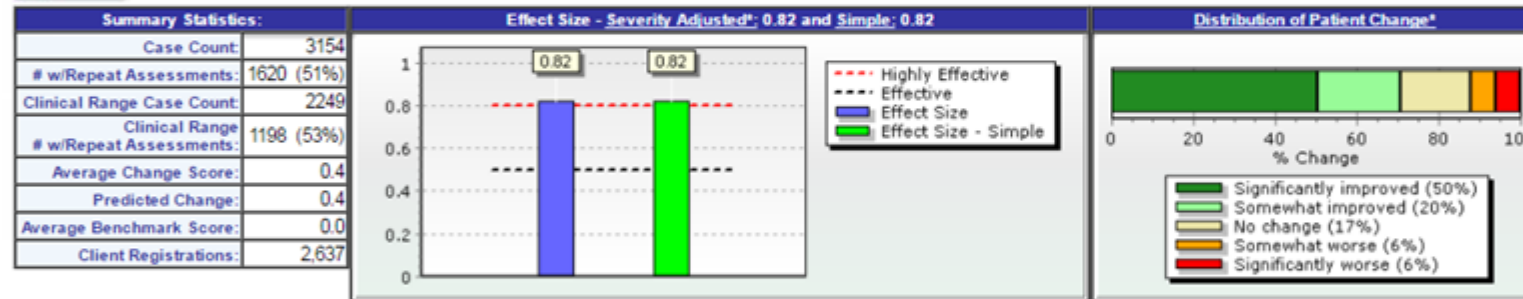 Summary Statistics:
Case Count: 3154
# w/Repeat Assessments: 1620 (51%)
Clinical Range Case Count: 2249
Clinical Range
# w/Repeat Assessments: 1198 (53%)
Average Change Score: 0.4
Predicted Change: 0.4
Average Benchmark Score: 0.0
Client Registrations: 2,637
Effect Size - Severity Adjusted*; 0.82 and Simple; 0.82
1
0.8
0.6
0.4
0.2
0
0.82
0.82
Highly Effective
Effective
Effect Size
Effect Size - Simple
Distribution of Patient Change*
0 20 40 60 80 100
% Change
Significantly improved (50%)
Somewhat improved (20%)
No change (17%)
Somewhat worse (6%)
Significantly worse (6%)